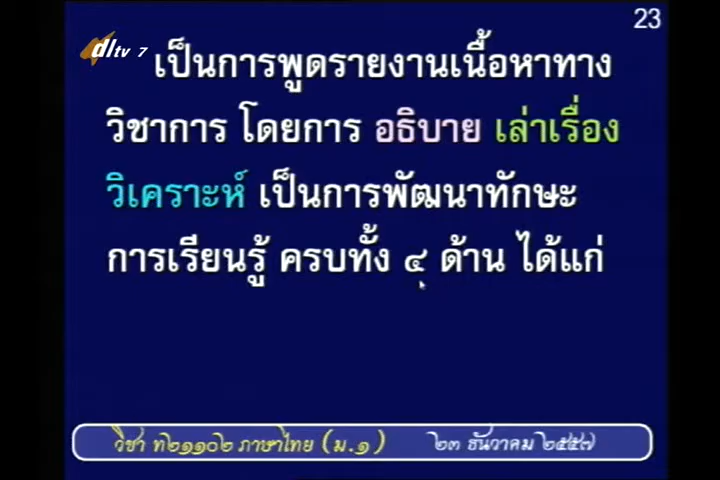 23
dltv 7
เป็นการพูดรายงานเนื้อหาทาง
วิชาการ โดยการ อธิบาย เล่าเรื่อง
วิเคราะห์ เป็นการพัฒนาทักษะ
การเรียนรู้ ครบทั้ง ๔ ด้าน ได้แก่
วิชา ท๒๑๑๐๒ ภาษาไทย (ม.๑) ๒๓ ธันวาคม ๒๕๕๗